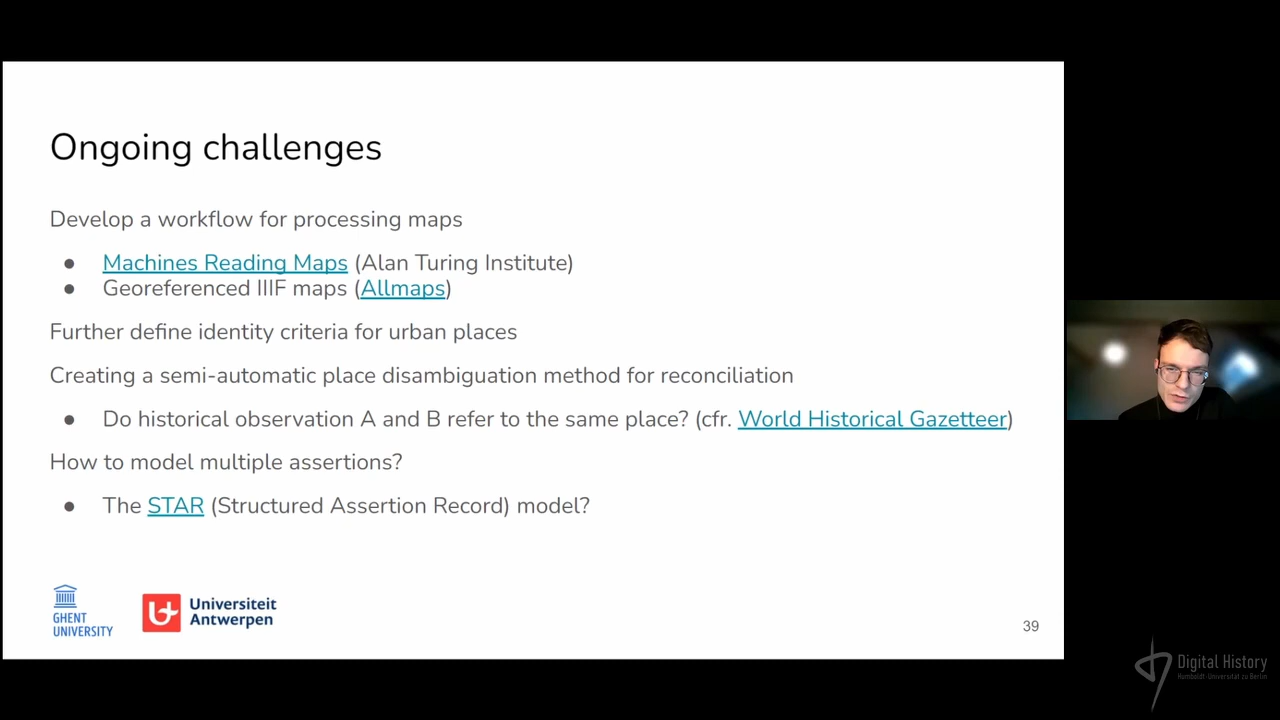 Ongoing challenges
Develop a workflow for processing maps
● Machines Reading Maps (Alan Turing Institute)
● Georeferenced IIIF maps (Allmaps)
Further define identity criteria for urban places
Creating a semi-automatic place disambiguation method for reconciliation
● Do historical observation A and B refer to the same place? (cfr. World Historical Gazetteer)
How to model multiple assertions?
● The STAR (Structured Assertion Record) model?
GHENT
UNIVERSITY
Universiteit
Antwerpen
39
Digital History
Humboldt-Universität zu Berlin